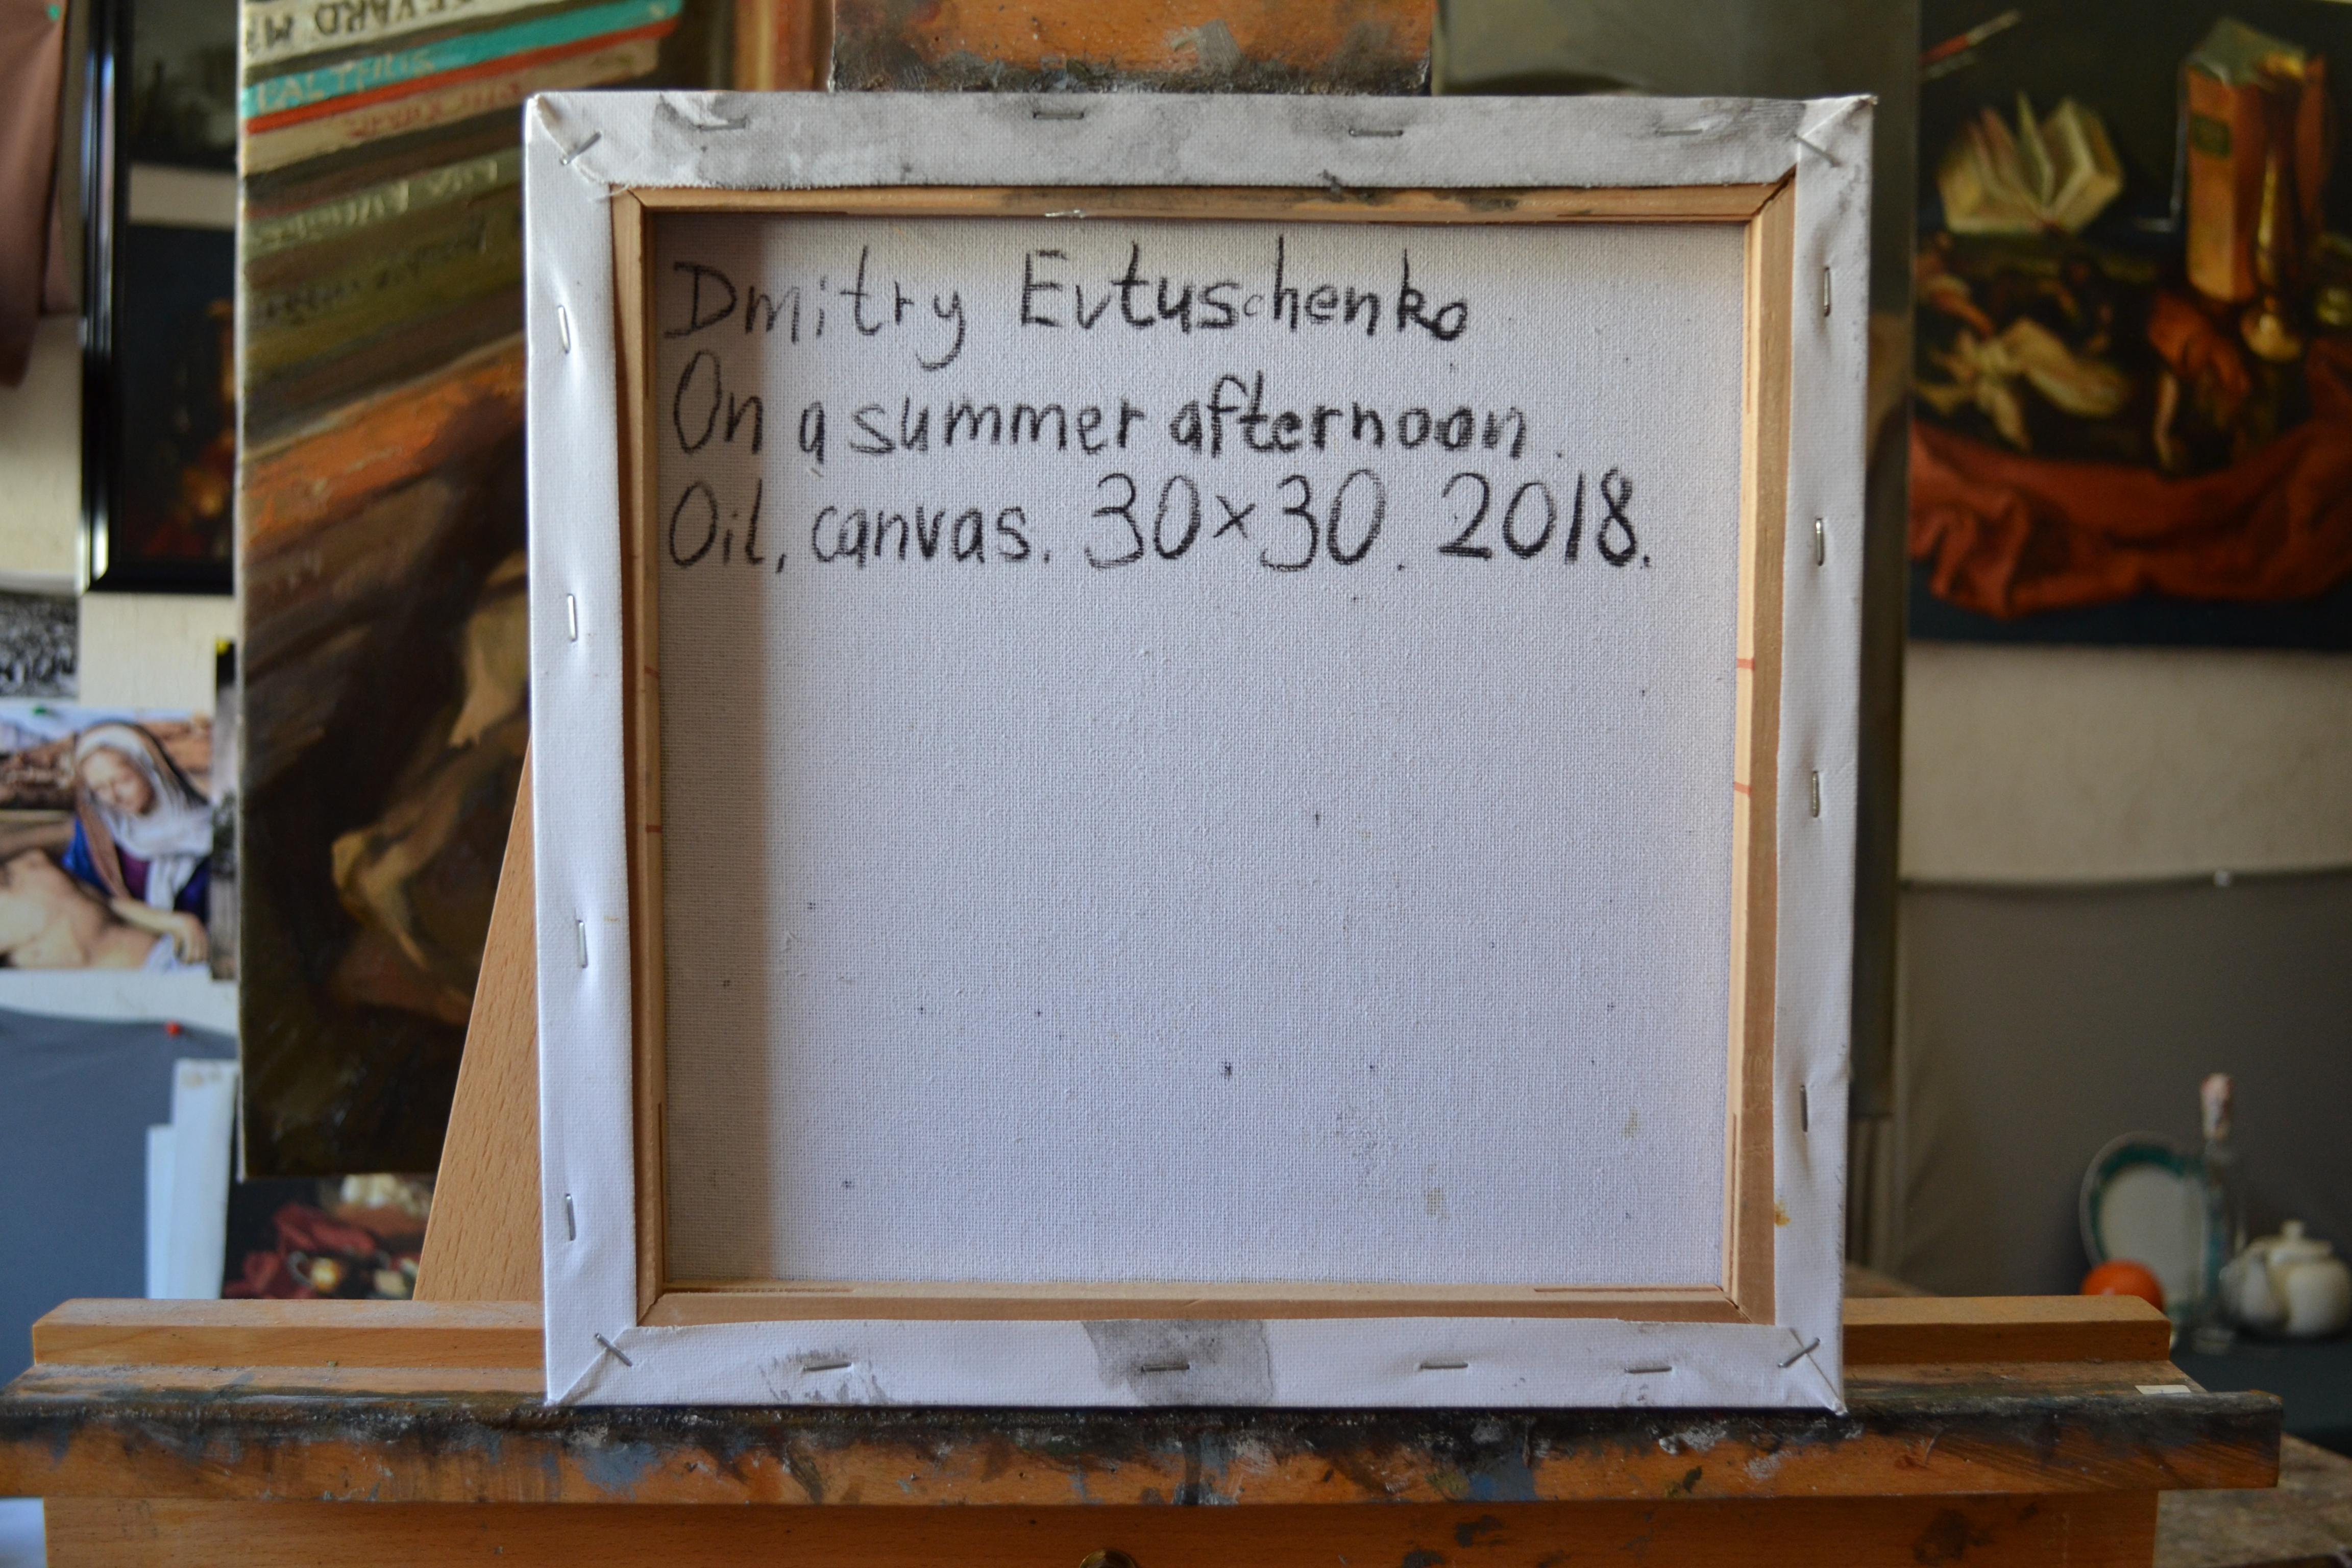 Dmitry Evtuschenko
On a summer afternoon.
Oil, canvas. 30×30. 2018.